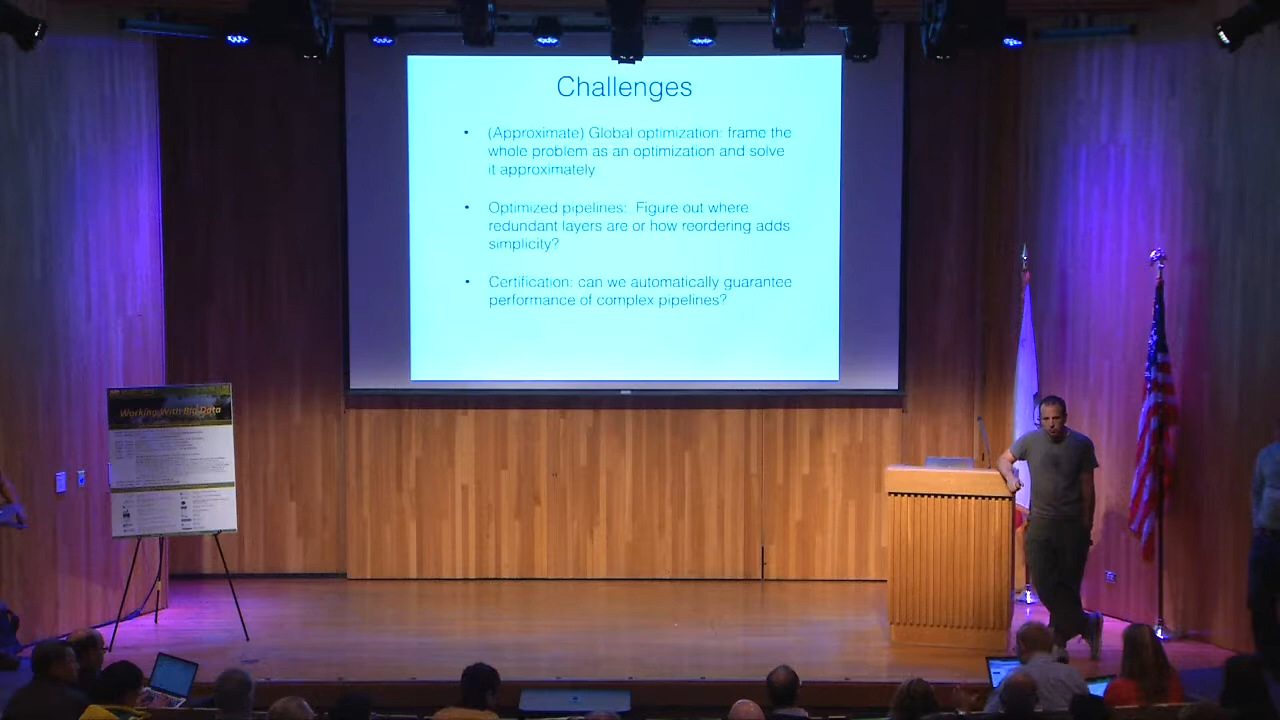 Challenges
• (Approximate) Global optimization: frame the
whole problem as an optimization and solve
it approximately
• Optimized pipelines: Figure out where
redundant layers are or how reordering adds
simplicity?
• Certification: can we automatically guarantee
performance of complex pipelines?
Working With Big Data